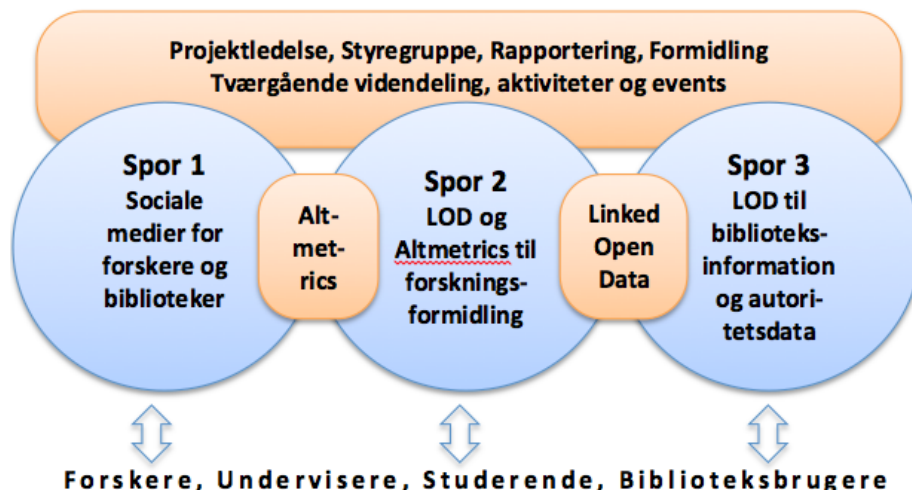 Projektledelse, Styregruppe, Rapportering, Formidling
Tværgående videndeling, aktiviteter og events
Spor 1
Sociale
medier for
forskere og
biblioteker
Alt-
met-
rics
Spor 2
LOD og
Altmetrics til
forsknings-
formidling
Linked
Open
Data
Spor 3
LOD til
biblioteks-
information
og autori-
tetsdata
Forskere, Undervisere, Studerende, Biblioteksbrugere